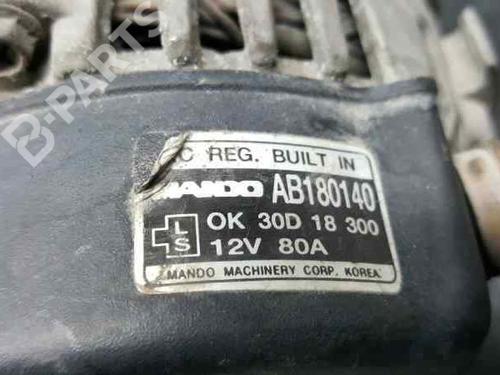 B-PARTS
C REG. BUILT IN
MANDO AB180140
OK 30D 18 300
L
S
12V 80A
MANDO MACHINERY CORP. KOREA